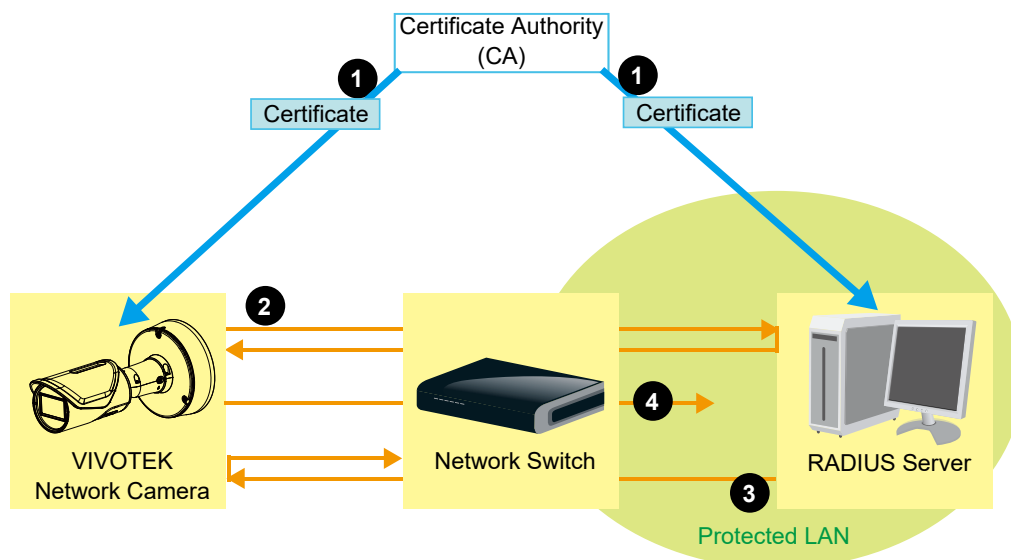 Certificate Authority
(CA)
1
1
Certificate
Certificate
2
4
VIVOTEK
Network Camera
Network Switch
RADIUS Server
3
Protected LAN